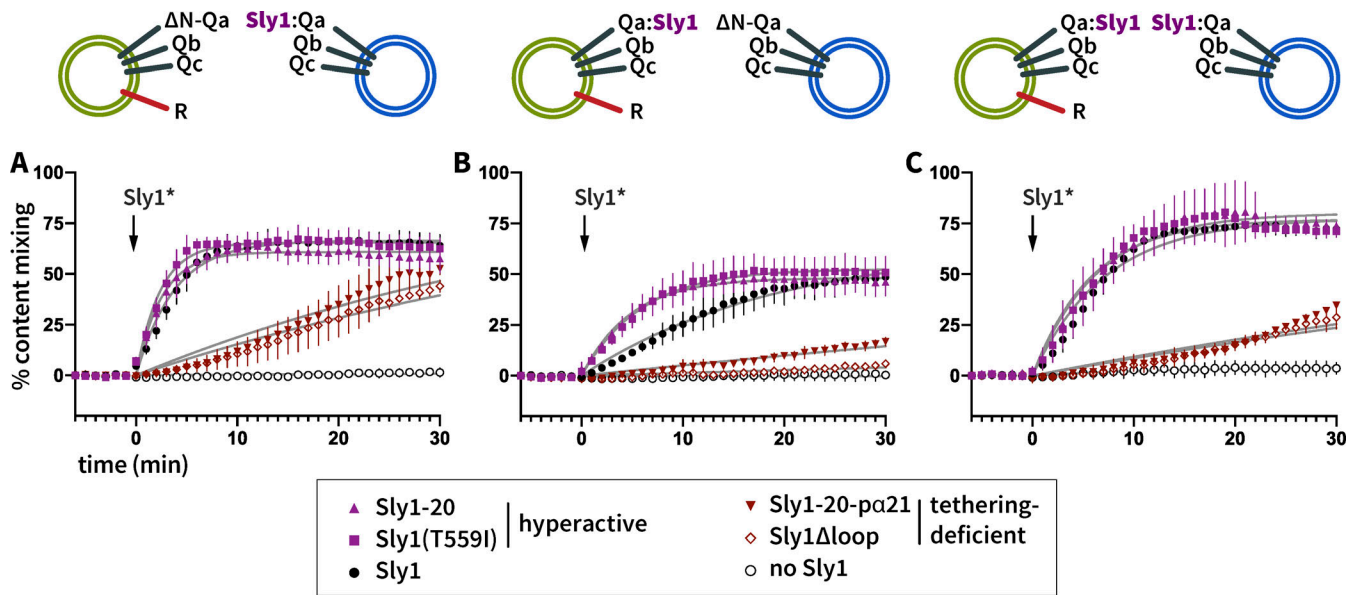 ΔN-Qa Sly1:Qa
Qb Qb
Qc Qc
R
Qa:Sly1 ΔN-Qa
Qb Qb
Qc Qc
R
Qa:Sly1 Sly1:Qa
Qb Qb
Qc Qc
R
A
% content mixing
100
75
50
25
0
Sly1*
0 10 20 30
time (min)
B
100
75
50
25
0
Sly1*
0 10 20 30
C
100
75
50
25
0
Sly1*
0 10 20 30
Sly1-20
Sly1(T559I)
hyperactive
Sly1
Sly1-20-pα21
Sly1Δloop
tethering-
deficient
no Sly1